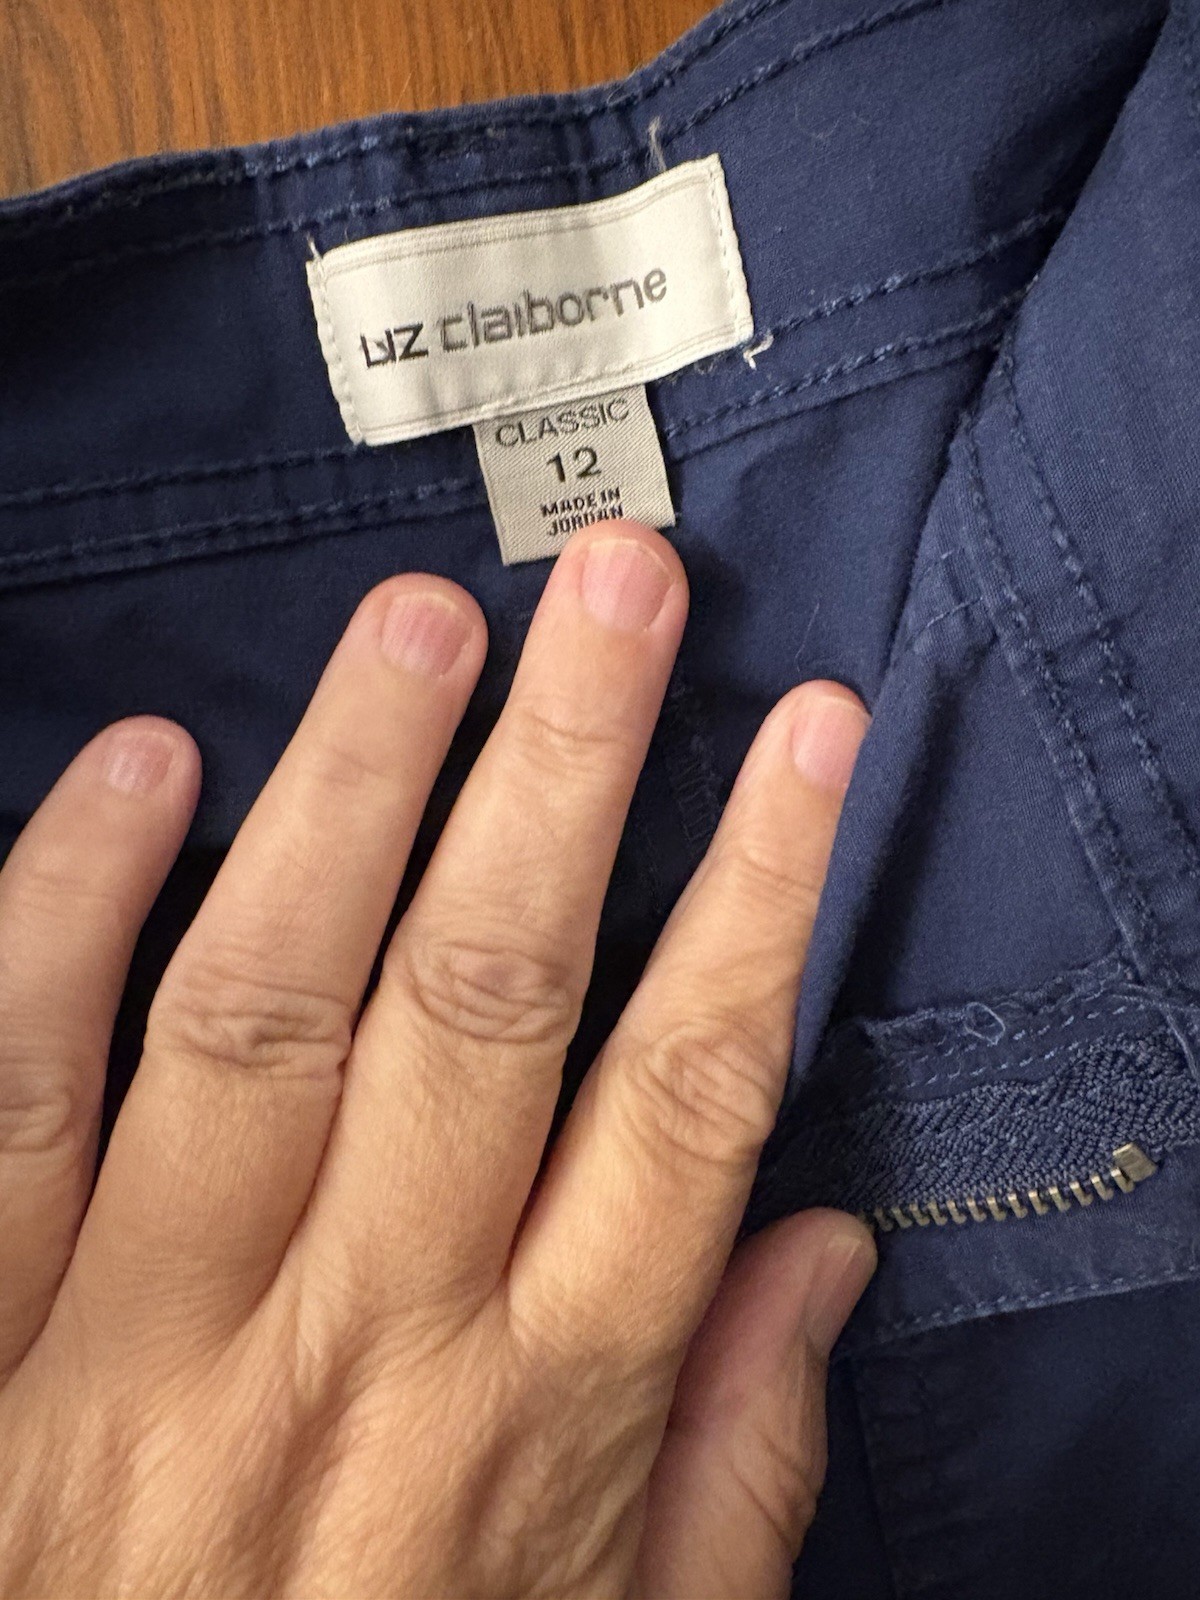 Liz claiborne
CLASSIC
12
MADE IN
JORDAN